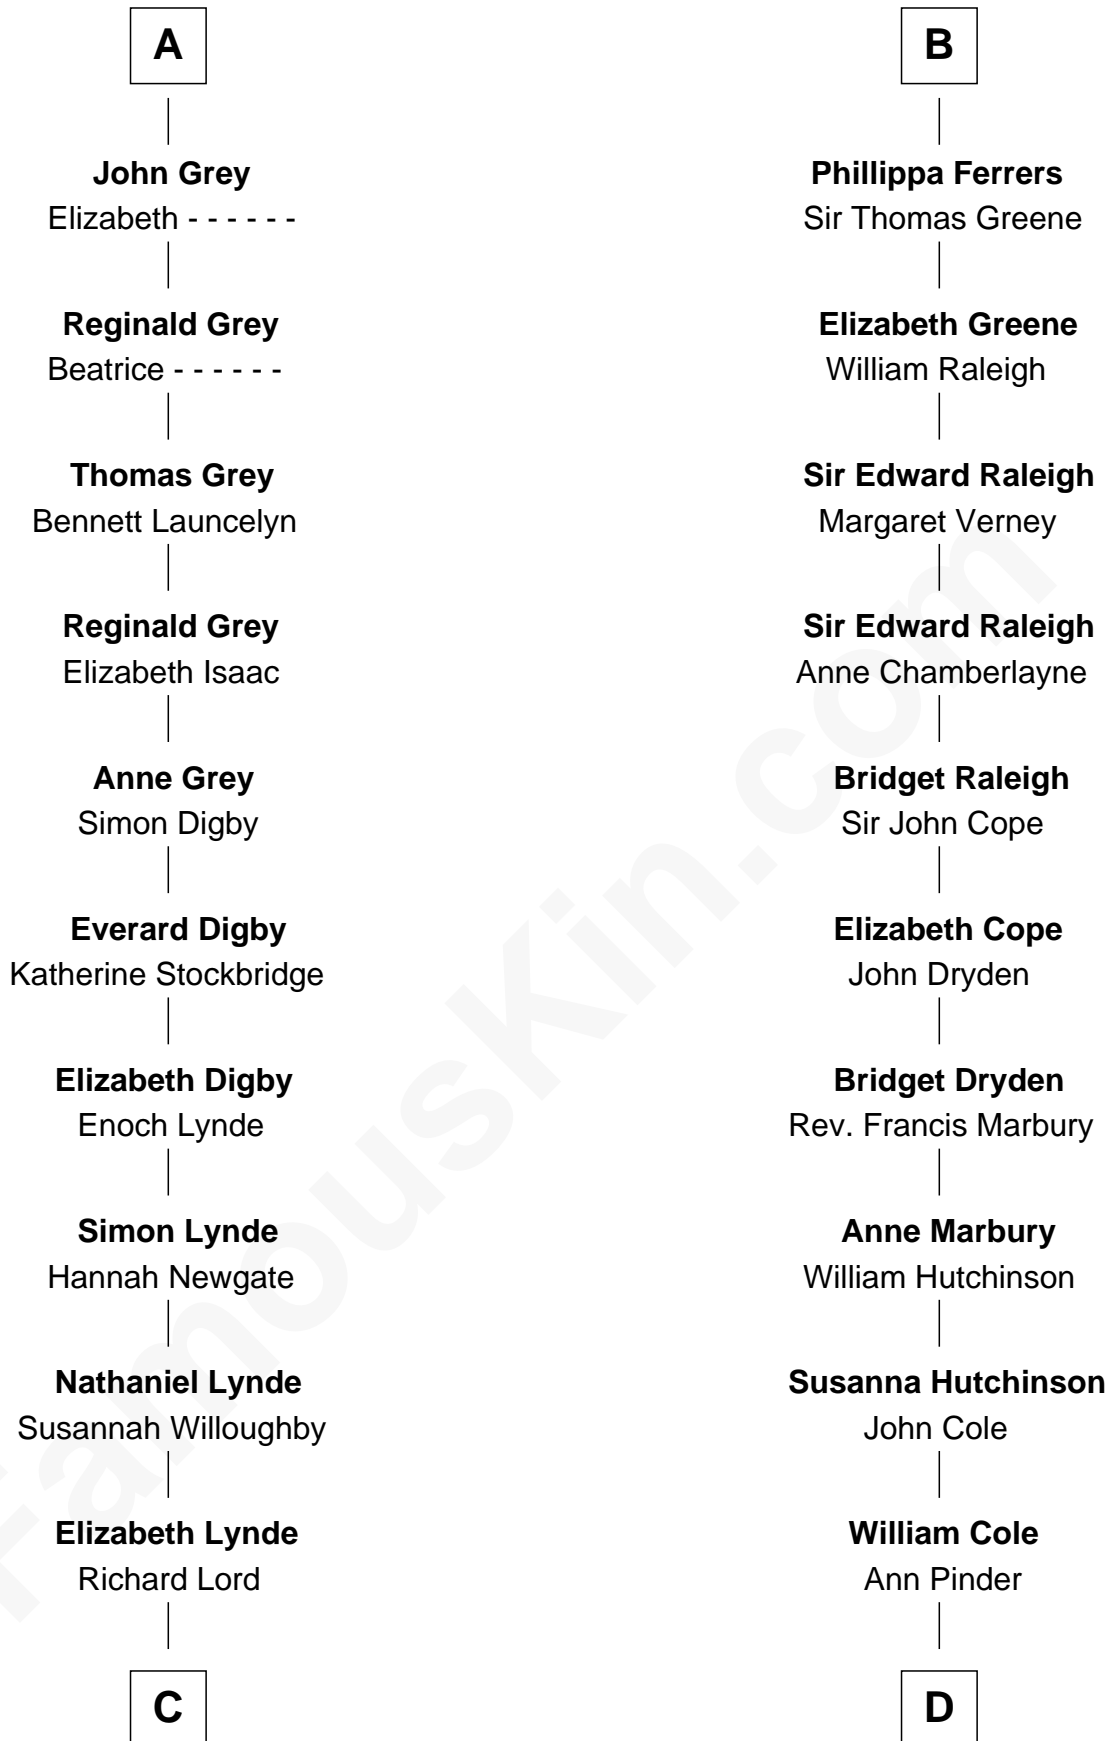 A
John Grey
Elizabeth - - - - - -
Reginald Grey
Beatrice - - - - - -
Thomas Grey
Bennett Launcelyn
Reginald Grey
Elizabeth Isaac
Anne Grey
Simon Digby
Everard Digby
Katherine Stockbridge
Elizabeth Digby
Enoch Lynde
Simon Lynde
Hannah Newgate
Nathaniel Lynde
Susannah Willoughby
Elizabeth Lynde
Richard Lord
C
B
Phillippa Ferrers
Sir Thomas Greene
Elizabeth Greene
William Raleigh
Sir Edward Raleigh
Margaret Verney
Sir Edward Raleigh
Anne Chamberlayne
Bridget Raleigh
Sir John Cope
Elizabeth Cope
John Dryden
Bridget Dryden
Rev. Francis Marbury
Anne Marbury
William Hutchinson
Susanna Hutchinson
John Cole
William Cole
Ann Pinder
D
FamousKin.com